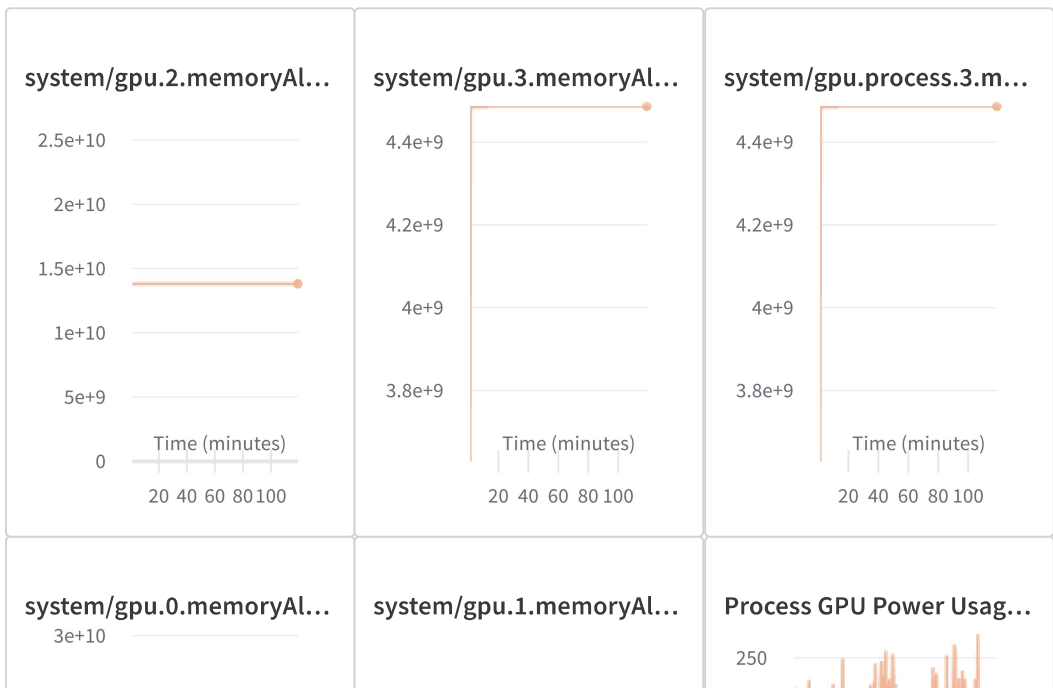 system/gpu.2.memoryAl...
2.5e+10
2e+10
1.5e+10
1e+10
5e+9
0
Time (minutes)
20 40 60 80 100
system/gpu.3.memoryAl...
4.4e+9
4.2e+9
4e+9
3.8e+9
Time (minutes)
20 40 60 80 100
system/gpu.process.3.m...
4.4e+9
4.2e+9
4e+9
3.8e+9
Time (minutes)
20 40 60 80 100
system/gpu.0.memoryAl...
3e+10
system/gpu.1.memoryAl...
Process GPU Power Usag...
250